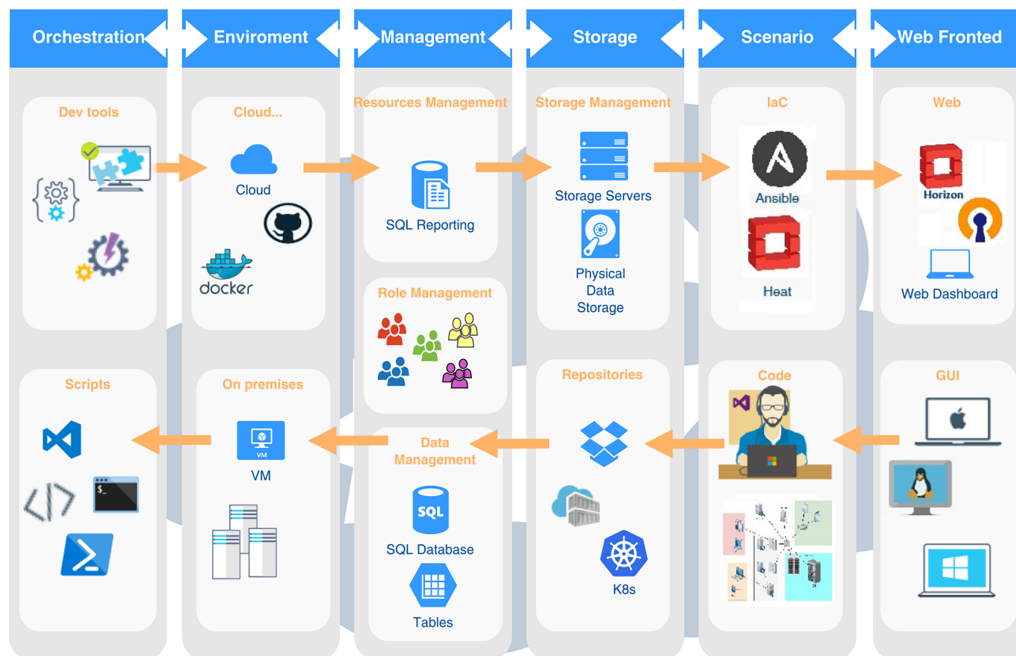 Orchestration
Enviroment
Management
Storage
Scenario
Web Fronted
Dev tools
Cloud...
Cloud
docker
Resources Management
SQL Reporting
Role Management
Storage Management
Storage Servers
Physical
Data
Storage
IaC
Ansible
Heat
Web
Horizon
Web Dashboard
Scripts
$_
On premises
VM
VM
Data
Management
SQL
SQL Database
Tables
Repositories
K8s
Code
GUI